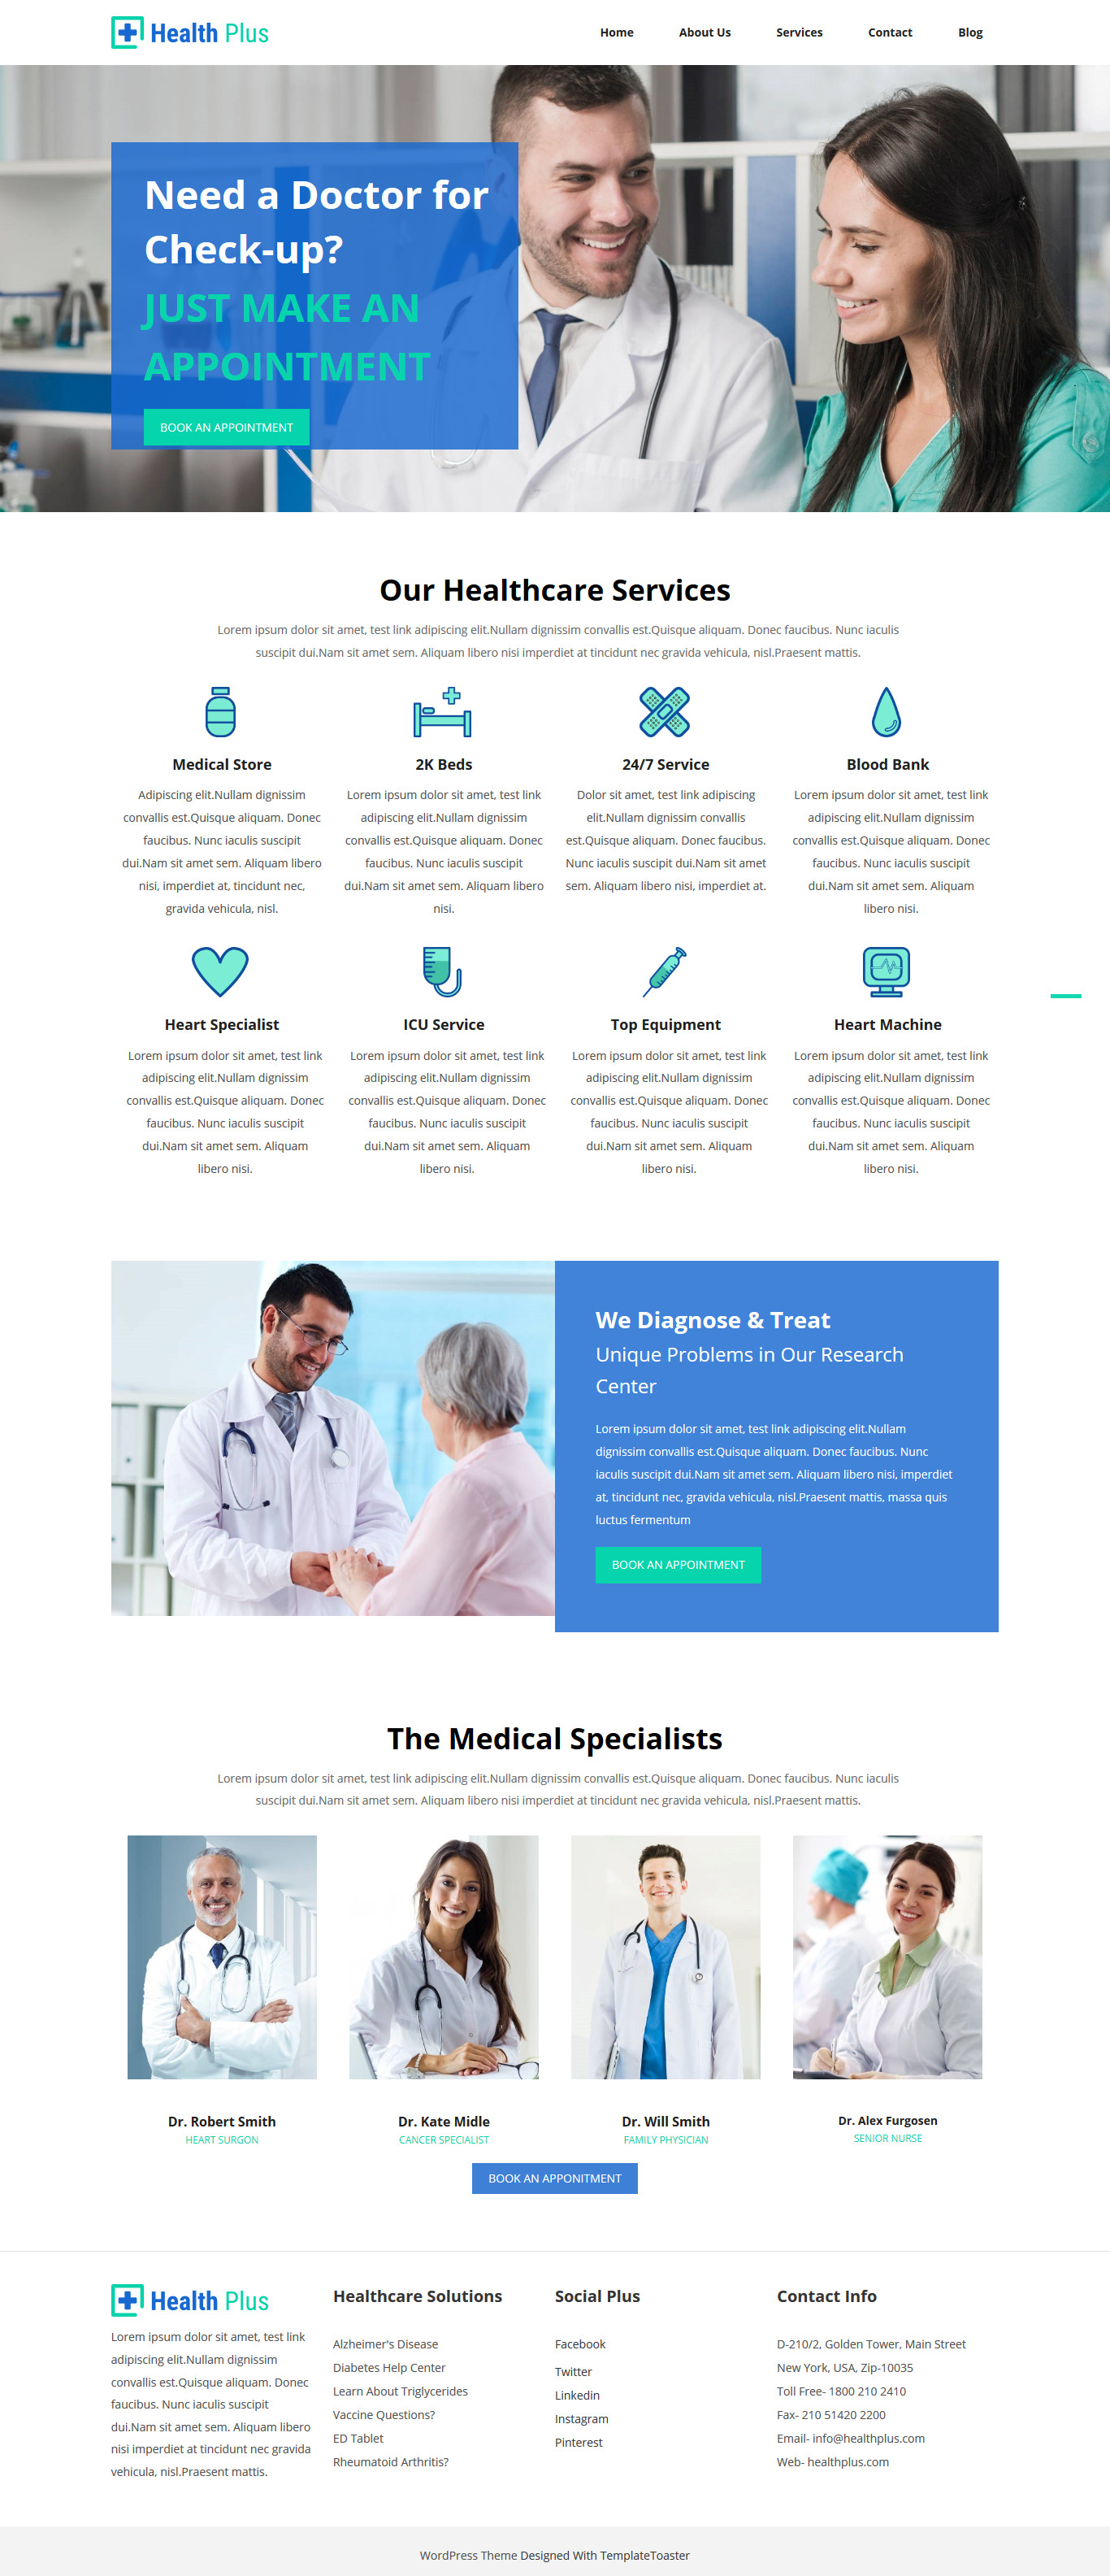 Health Plus
Home About Us Services Contact Blog
Need a Doctor for
Check-up?
JUST MAKE AN
APPOINTMENT
BOOK AN APPOINTMENT
Our Healthcare Services
Lorem ipsum dolor sit amet, test link adipiscing elit.Nullam dignissim convallis est.Quisque aliquam. Donec faucibus. Nunc iaculis
suscipit dui.Nam sit amet sem. Aliquam libero nisi imperdiet at tincidunt nec gravida vehicula, nisl.Praesent mattis.
Medical Store
Adipiscing elit.Nullam dignissim
convallis est.Quisque aliquam. Donec
faucibus. Nunc iaculis suscipit
dui.Nam sit amet sem. Aliquam libero
nisi, imperdiet at, tincidunt nec,
gravida vehicula, nisl.
2K Beds
Lorem ipsum dolor sit amet, test link
adipiscing elit.Nullam dignissim
convallis est.Quisque aliquam. Donec
faucibus. Nunc iaculis suscipit
dui.Nam sit amet sem. Aliquam libero
nisi.
24/7 Service
Dolor sit amet, test link adipiscing
elit.Nullam dignissim convallis
est.Quisque aliquam. Donec faucibus.
Nunc iaculis suscipit dui.Nam sit amet
sem. Aliquam libero nisi, imperdiet at.
Blood Bank
Lorem ipsum dolor sit amet, test link
adipiscing elit.Nullam dignissim
convallis est.Quisque aliquam. Donec
faucibus. Nunc iaculis suscipit
dui.Nam sit amet sem. Aliquam
libero nisi.
Heart Specialist
Lorem ipsum dolor sit amet, test link
adipiscing elit.Nullam dignissim
convallis est.Quisque aliquam. Donec
faucibus. Nunc iaculis suscipit
dui.Nam sit amet sem. Aliquam
libero nisi.
ICU Service
Lorem ipsum dolor sit amet, test link
adipiscing elit.Nullam dignissim
convallis est.Quisque aliquam. Donec
faucibus. Nunc iaculis suscipit
dui.Nam sit amet sem. Aliquam
libero nisi.
Top Equipment
Lorem ipsum dolor sit amet, test link
adipiscing elit.Nullam dignissim
convallis est.Quisque aliquam. Donec
faucibus. Nunc iaculis suscipit
dui.Nam sit amet sem. Aliquam
libero nisi.
Heart Machine
Lorem ipsum dolor sit amet, test link
adipiscing elit.Nullam dignissim
convallis est.Quisque aliquam. Donec
faucibus. Nunc iaculis suscipit
dui.Nam sit amet sem. Aliquam
libero nisi.
We Diagnose & Treat
Unique Problems in Our Research
Center
Lorem ipsum dolor sit amet, test link adipiscing elit.Nullam
dignissim convallis est.Quisque aliquam. Donec faucibus. Nunc
iaculis suscipit dui.Nam sit amet sem. Aliquam libero nisi, imperdiet
at, tincidunt nec, gravida vehicula, nisl.Praesent mattis, massa quis
luctus fermentum
BOOK AN APPOINTMENT
The Medical Specialists
Lorem ipsum dolor sit amet, test link adipiscing elit.Nullam dignissim convallis est.Quisque aliquam. Donec faucibus. Nunc iaculis
suscipit dui.Nam sit amet sem. Aliquam libero nisi imperdiet at tincidunt nec gravida vehicula, nisl.Praesent mattis.
Dr. Robert Smith
HEART SURGON
Dr. Kate Midle
CANCER SPECIALIST
Dr. Will Smith
FAMILY PHYSICIAN
Dr. Alex Furgosen
SENIOR NURSE
BOOK AN APPONITMENT
Health Plus
Lorem ipsum dolor sit amet, test link
adipiscing elit.Nullam dignissim
convallis est.Quisque aliquam. Donec
faucibus. Nunc iaculis suscipit
dui.Nam sit amet sem. Aliquam libero
nisi imperdiet at tincidunt nec gravida
vehicula, nisl.Praesent mattis.
Healthcare Solutions
Alzheimer's Disease
Diabetes Help Center
Learn About Triglycerides
Vaccine Questions?
ED Tablet
Rheumatoid Arthritis?
Social Plus
Facebook
Twitter
Linkedin
Instagram
Pinterest
Contact Info
D-210/2, Golden Tower, Main Street
New York, USA, Zip-10035
Toll Free- 1800 210 2410
Fax- 210 51420 2200
Email- info@healthplus.com
Web- healthplus.com
WordPress Theme Designed With TemplateToaster